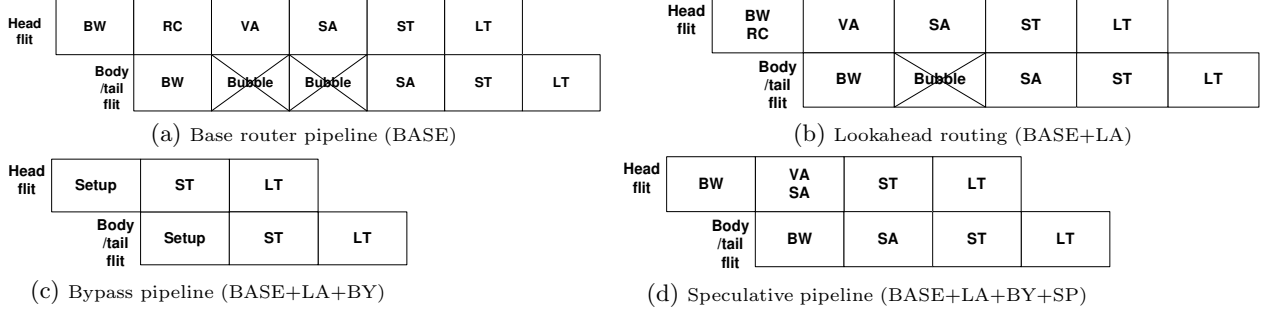 Head
flit
BW RC VA SA ST LT
Body
/tail
flit
BW Bubble Bubble SA ST LT
(a) Base router pipeline (BASE)
Head
flit
BW
RC
VA SA ST LT
Body
/tail
flit
BW Bubble SA ST LT
(b) Lookahead routing (BASE+LA)
Head
flit
Setup ST LT
Body
/tail
flit
Setup ST LT
(c) Bypass pipeline (BASE+LA+BY)
Head
flit
BW
VA
SA
ST LT
Body
/tail
flit
BW SA ST LT
(d) Speculative pipeline (BASE+LA+BY+SP)